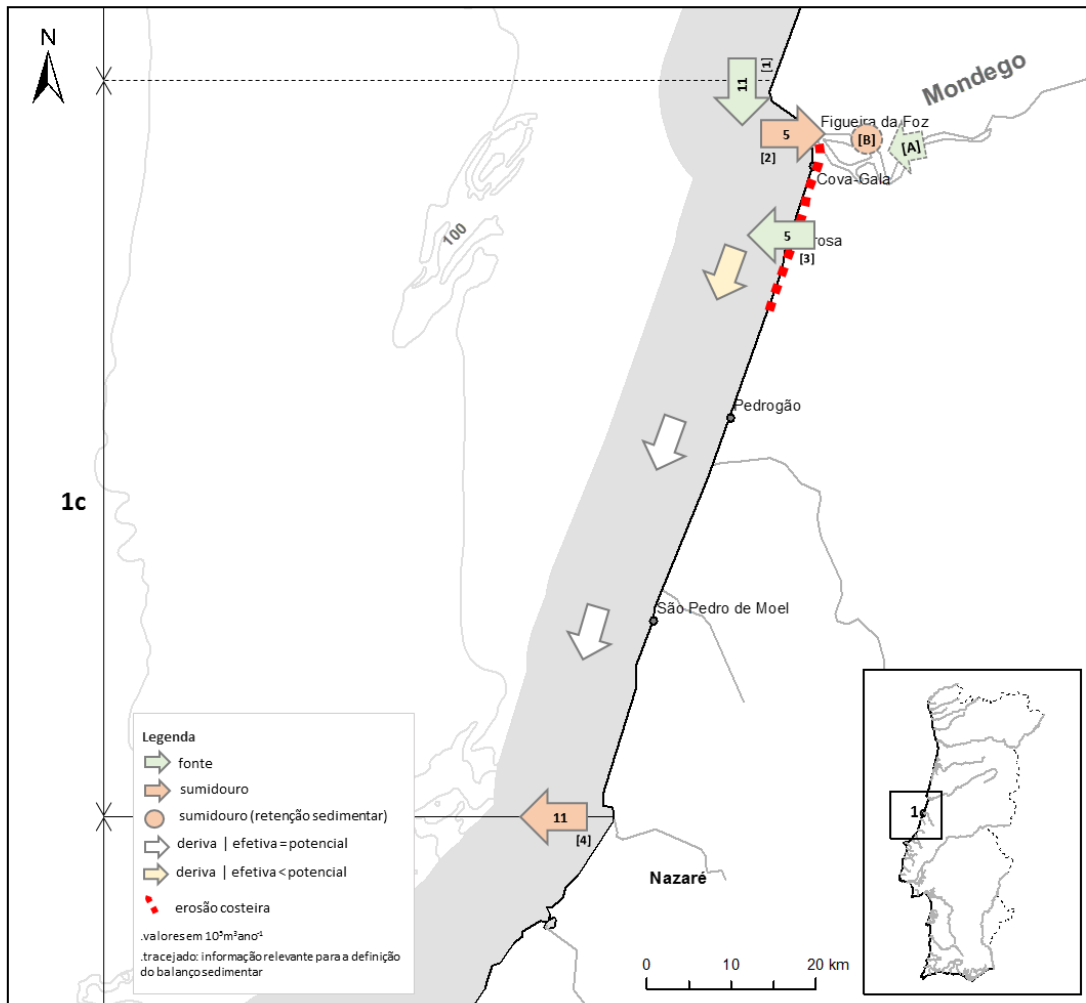 N
11
[1]
Mondego
Figueira da Foz
5
[2]
[B]
[A]
Cova-Gala
5
rosa
[3]
100
Pedrogão
1c
São Pedro de Moel
Legenda
fonte
sumidouro
sumidouro (retenção sedimentar)
deriva | efetiva = potencial
deriva | efetiva < potencial
erosão costeira
.valores em 10⁵m³ano⁻¹
.tracejado: informação relevante para a definição
do balanço sedimentar
11
[4]
Nazaré
0 10 20 km
1c